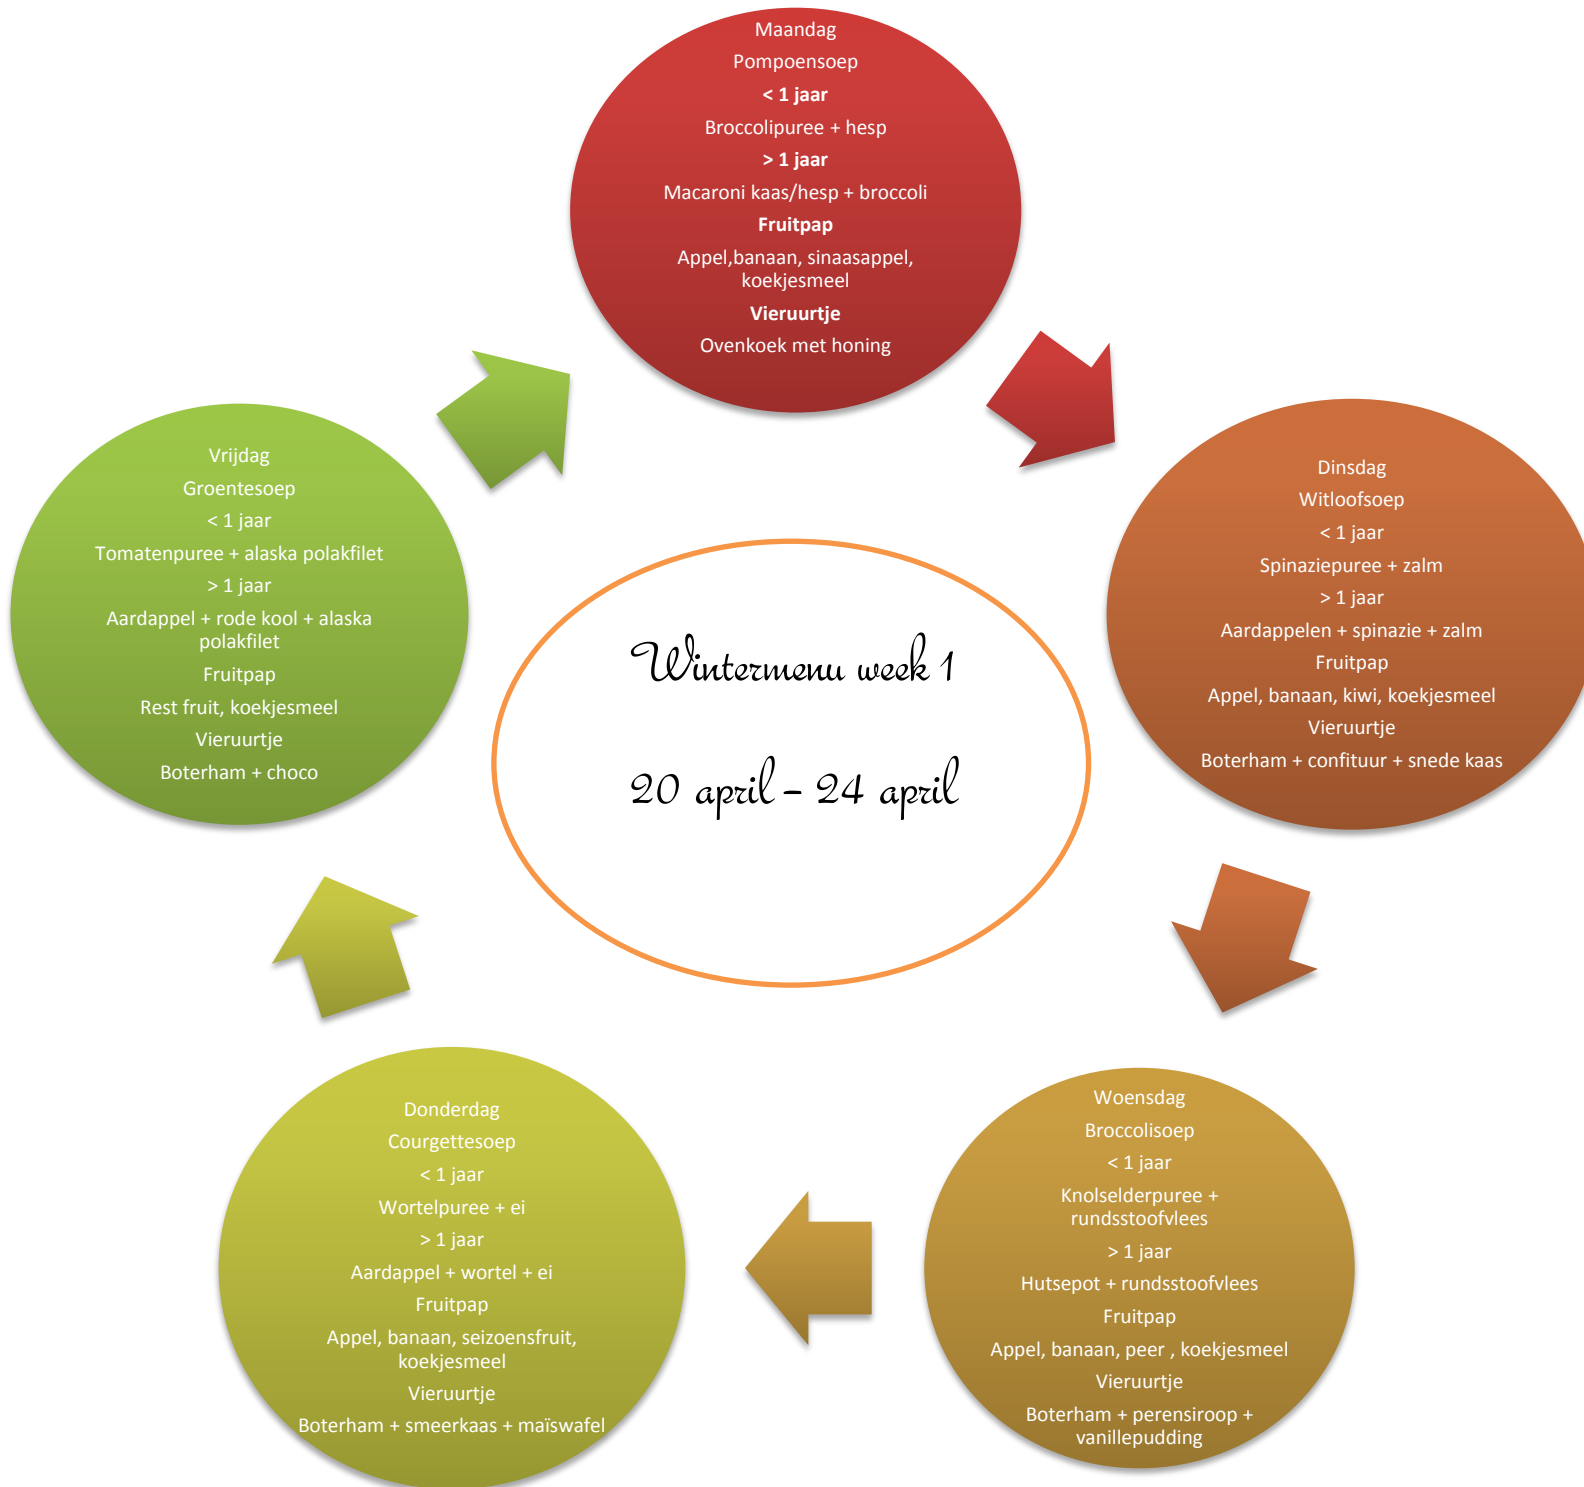 Maandag
Pompoensoep
< 1 jaar
Broccolipuree + hesp
> 1 jaar
Macaroni kaas/hesp + broccoli
Fruitpap
Appel,banaan, sinaasappel,
koekjesmeel
Vieruurtje
Ovenkoek met honing
Dinsdag
Witloofsoep
< 1 jaar
Spinaziepuree + zalm
> 1 jaar
Aardappelen + spinazie + zalm
Fruitpap
Appel, banaan, kiwi, koekjesmeel
Vieruurtje
Boterham + confituur + snede kaas
Woensdag
Broccolisoep
< 1 jaar
Knolselderpuree +
rundsstoofvlees
> 1 jaar
Hutsepot + rundsstoofvlees
Fruitpap
Appel, banaan, peer , koekjesmeel
Vieruurtje
Boterham + perensiroop +
vanillepudding
Donderdag
Courgettesoep
< 1 jaar
Wortelpuree + ei
> 1 jaar
Aardappel + wortel + ei
Fruitpap
Appel, banaan, seizoensfruit,
koekjesmeel
Vieruurtje
Boterham + smeerkaas + maïswafel
Vrijdag
Groentesoep
< 1 jaar
Tomatenpuree + alaska polakfilet
> 1 jaar
Aardappel + rode kool + alaska
polakfilet
Fruitpap
Rest fruit, koekjesmeel
Vieruurtje
Boterham + choco
Wintermenu week 1
20 april – 24 april